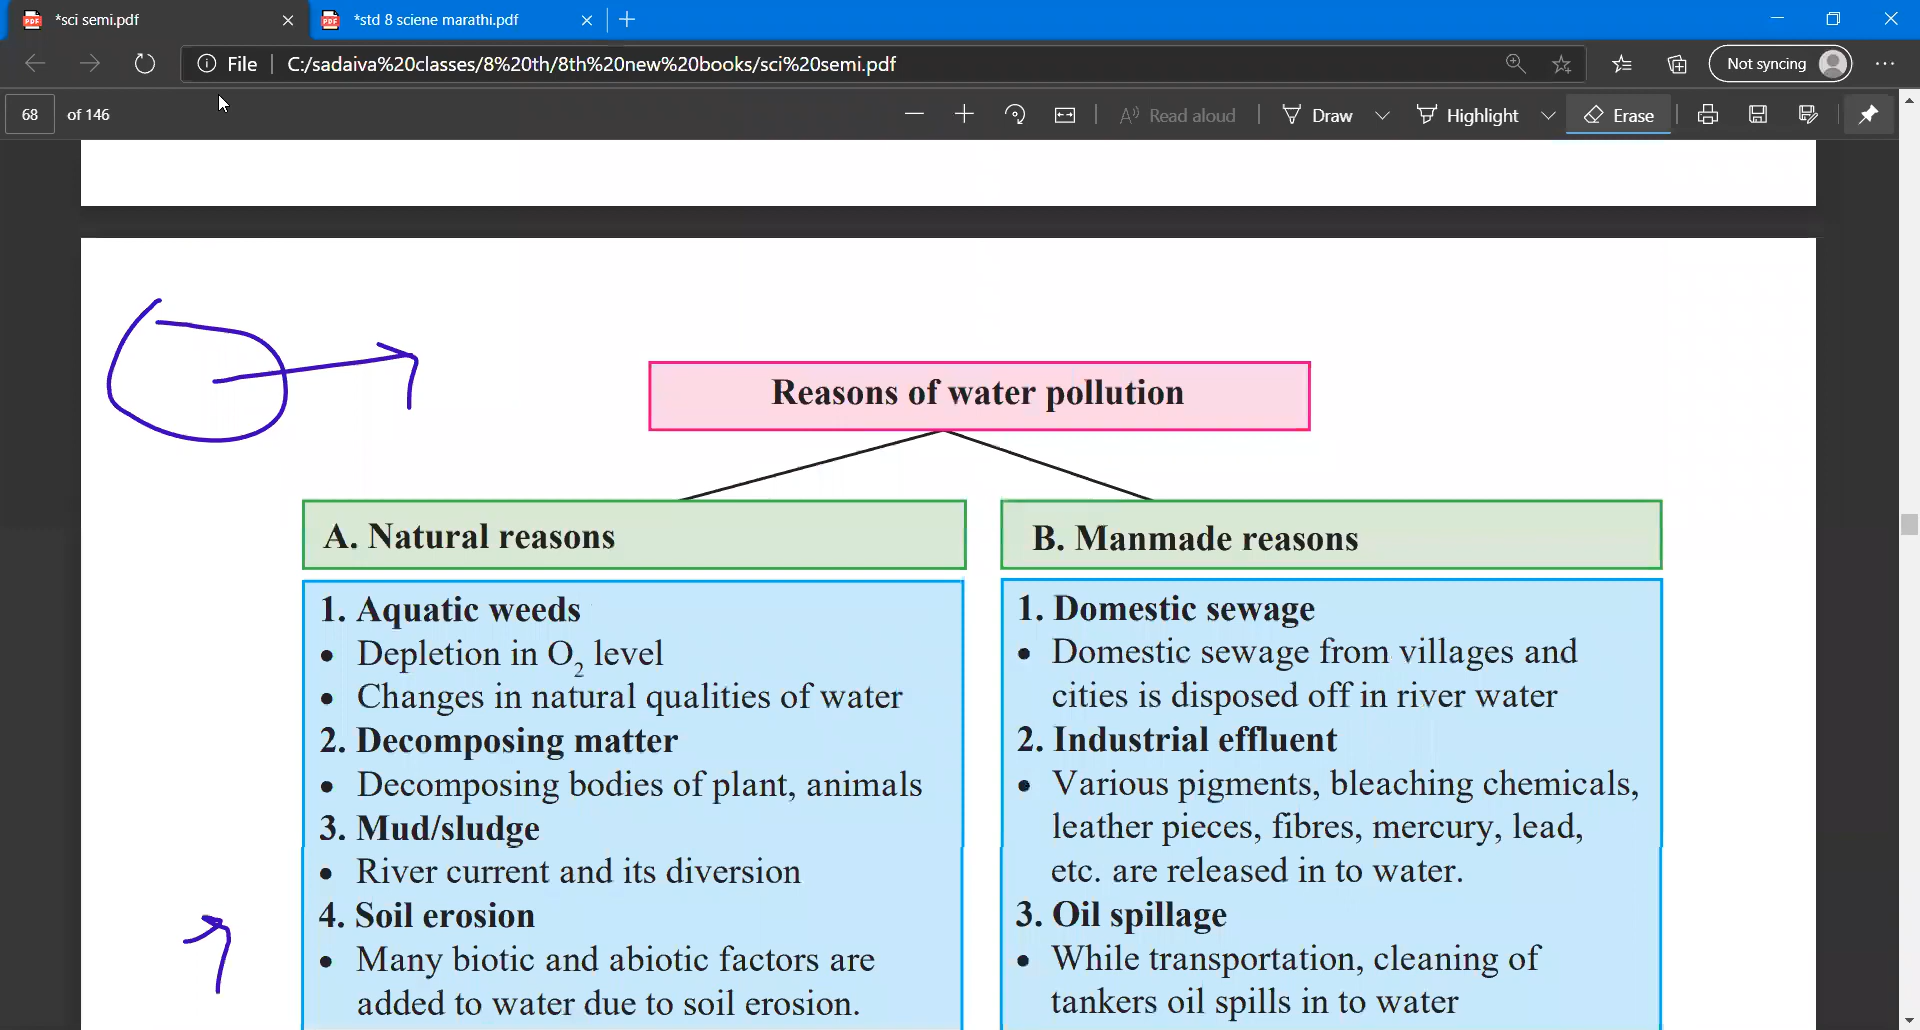 *sci semi.pdf
*std 8 sciene marathi.pdf
File
C:/sadaiva%20classes/8%20th/8th%20new%20books/sci%20semi.pdf
Not syncing
68 of 146
Read aloud
Draw
Highlight
Erase
Reasons of water pollution
A. Natural reasons
1. Aquatic weeds
• Depletion in O₂ level
• Changes in natural qualities of water
2. Decomposing matter
• Decomposing bodies of plant, animals
3. Mud/sludge
• River current and its diversion
4. Soil erosion
• Many biotic and abiotic factors are
added to water due to soil erosion.
B. Manmade reasons
1. Domestic sewage
• Domestic sewage from villages and
cities is disposed off in river water
2. Industrial effluent
• Various pigments, bleaching chemicals,
leather pieces, fibres, mercury, lead,
etc. are released in to water.
3. Oil spillage
• While transportation, cleaning of
tankers oil spills in to water